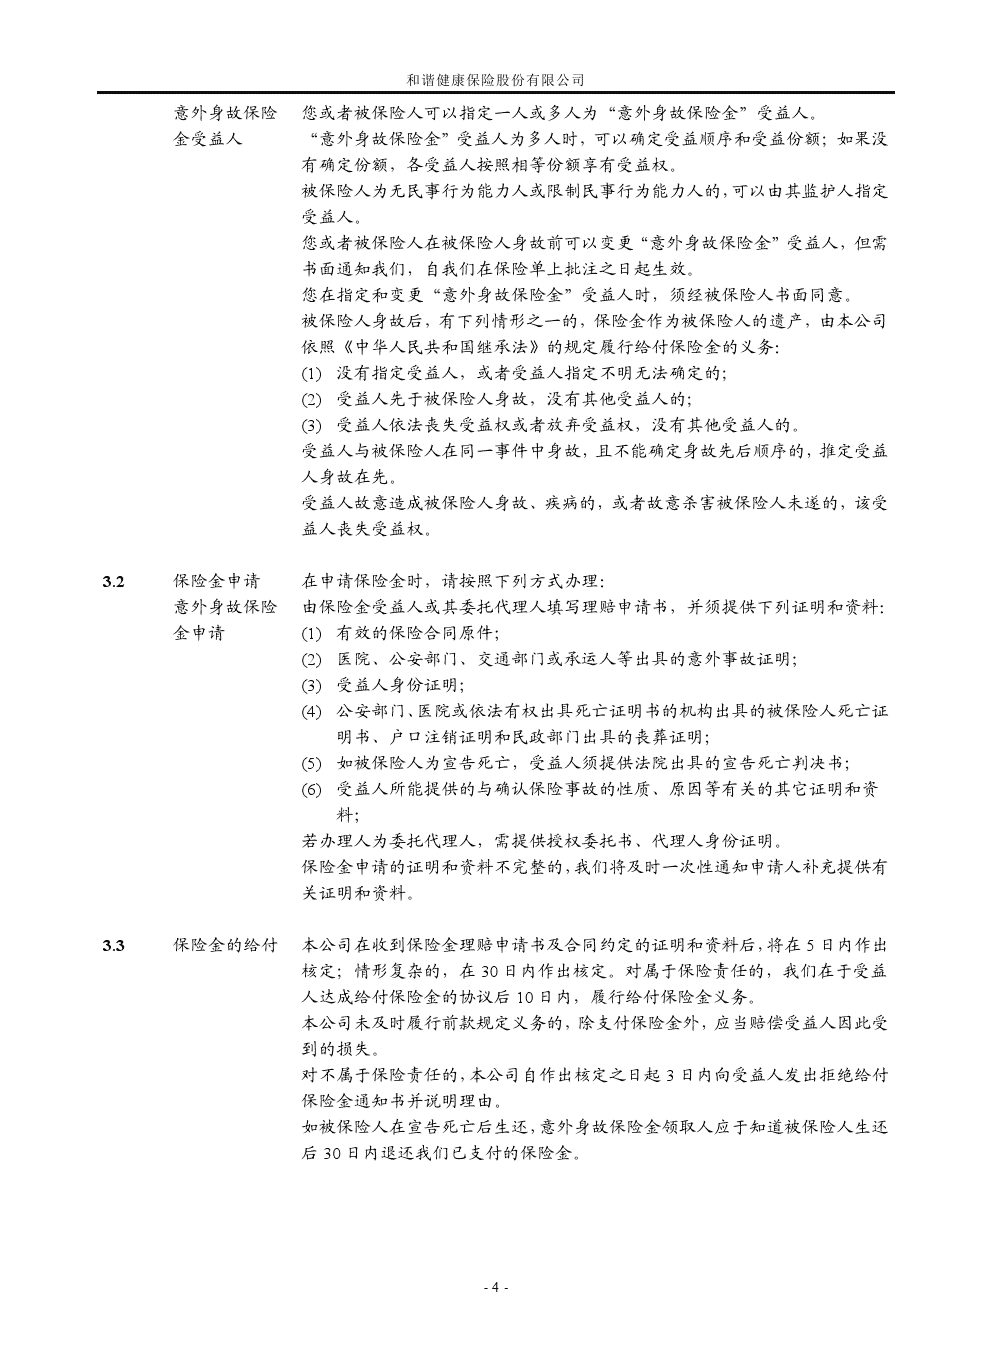 和谐健康保险股份有限公司
意外身故保险 您或者被保险人可以指定一人或多人为“意外身故保险金”受益人。
金受益人 “意外身故保险金”受益人为多人时，可以确定受益顺序和受益份额；如果没
有确定份额，各受益人按照相等份额享有受益权。
被保险人为无民事行为能力人或限制民事行为能力人的，可以由其监护人指定
受益人。
您或者被保险人在被保险人身故前可以变更“意外身故保险金”受益人，但需
书面通知我们，自我们在保险单上批注之日起生效。
您在指定和变更“意外身故保险金”受益人时，须经被保险人书面同意。
被保险人身故后，有下列情形之一的，保险金作为被保险人的遗产，由本公司
依照《中华人民共和国继承法》的规定履行给付保险金的义务：
(1) 没有指定受益人，或者受益人指定不明无法确定的；
(2) 受益人先于被保险人身故，没有其他受益人的；
(3) 受益人依法丧失受益权或者放弃受益权，没有其他受益人的。
受益人与被保险人在同一事件中身故，且不能确定身故先后顺序的，推定受益
人身故在先。
受益人故意造成被保险人身故、疾病的，或者故意杀害被保险人未遂的，该受
益人丧失受益权。
3.2 保险金申请 在申请保险金时，请按照下列方式办理：
意外身故保险 由保险金受益人或其委托代理人填写理赔申请书，并须提供下列证明和资料：
金申请 (1) 有效的保险合同原件；
(2) 医院、公安部门、交通部门或承运人等出具的意外事故证明；
(3) 受益人身份证明；
(4) 公安部门、医院或依法有权出具死亡证明书的机构出具的被保险人死亡证
明书、户口注销证明和民政部门出具的丧葬证明；
(5) 如被保险人为宣告死亡，受益人须提供法院出具的宣告死亡判决书；
(6) 受益人所能提供的与确认保险事故的性质、原因等有关的其它证明和资
料；
若办理人为委托代理人，需提供授权委托书、代理人身份证明。
保险金申请的证明和资料不完整的，我们将及时一次性通知申请人补充提供有
关证明和资料。
3.3 保险金的给付 本公司在收到保险金理赔申请书及合同约定的证明和资料后，将在 5 日内作出
核定；情形复杂的，在 30 日内作出核定。对属于保险责任的，我们在于受益
人达成给付保险金的协议后 10 日内，履行给付保险金义务。
本公司未及时履行前款规定义务的，除支付保险金外，应当赔偿受益人因此受
到的损失。
对不属于保险责任的，本公司自作出核定之日起 3 日内向受益人发出拒绝给付
保险金通知书并说明理由。
如被保险人在宣告死亡后生还，意外身故保险金领取人应于知道被保险人生还
后 30 日内退还我们已支付的保险金。
- 4 -